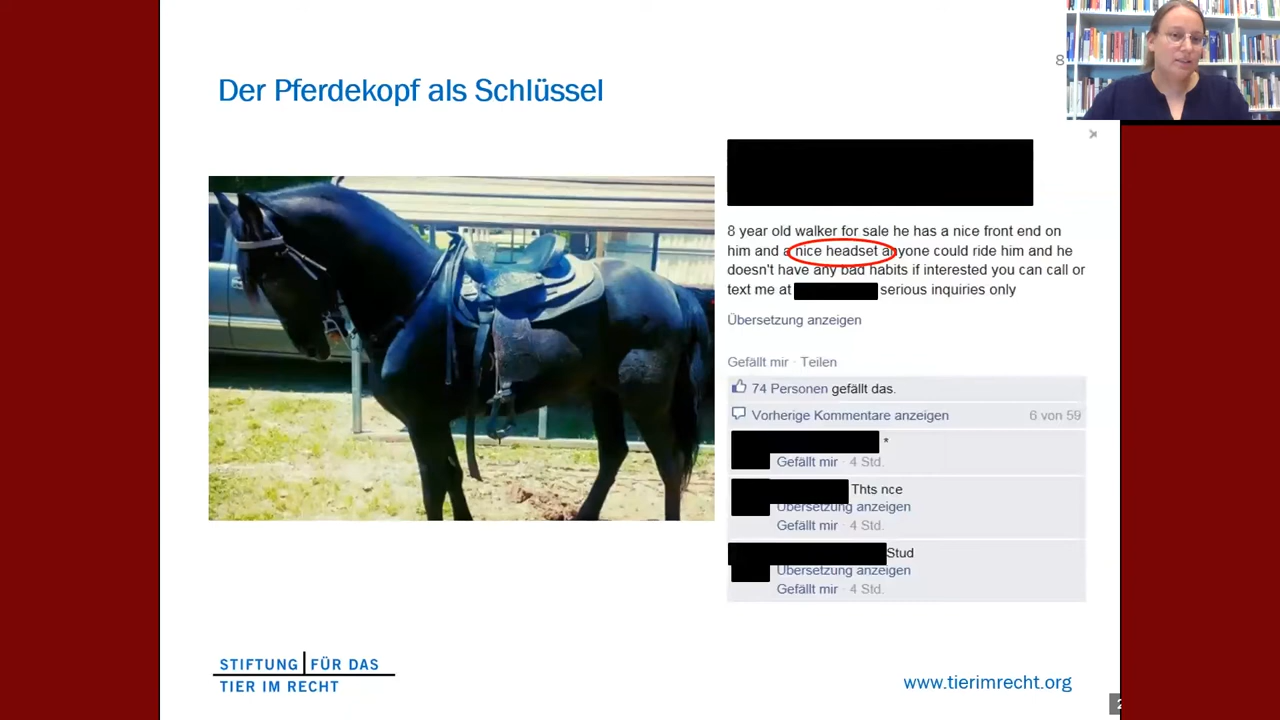 8
Der Pferdekopf als Schlüssel
8 year old walker for sale he has a nice front end on
him and a nice headset anyone could ride him and he
doesn't have any bad habits if interested you can call or
text me at serious inquiries only
Übersetzung anzeigen
Gefällt mir · Teilen
74 Personen gefällt das.
Vorherige Kommentare anzeigen 6 von 59
*
Gefällt mir · 4 Std.
Thts nce
Übersetzung anzeigen
Gefällt mir · 4 Std.
Stud
Übersetzung anzeigen
Gefällt mir · 4 Std.
STIFTUNG FÜR DAS
TIER IM RECHT
www.tierimrecht.org
2